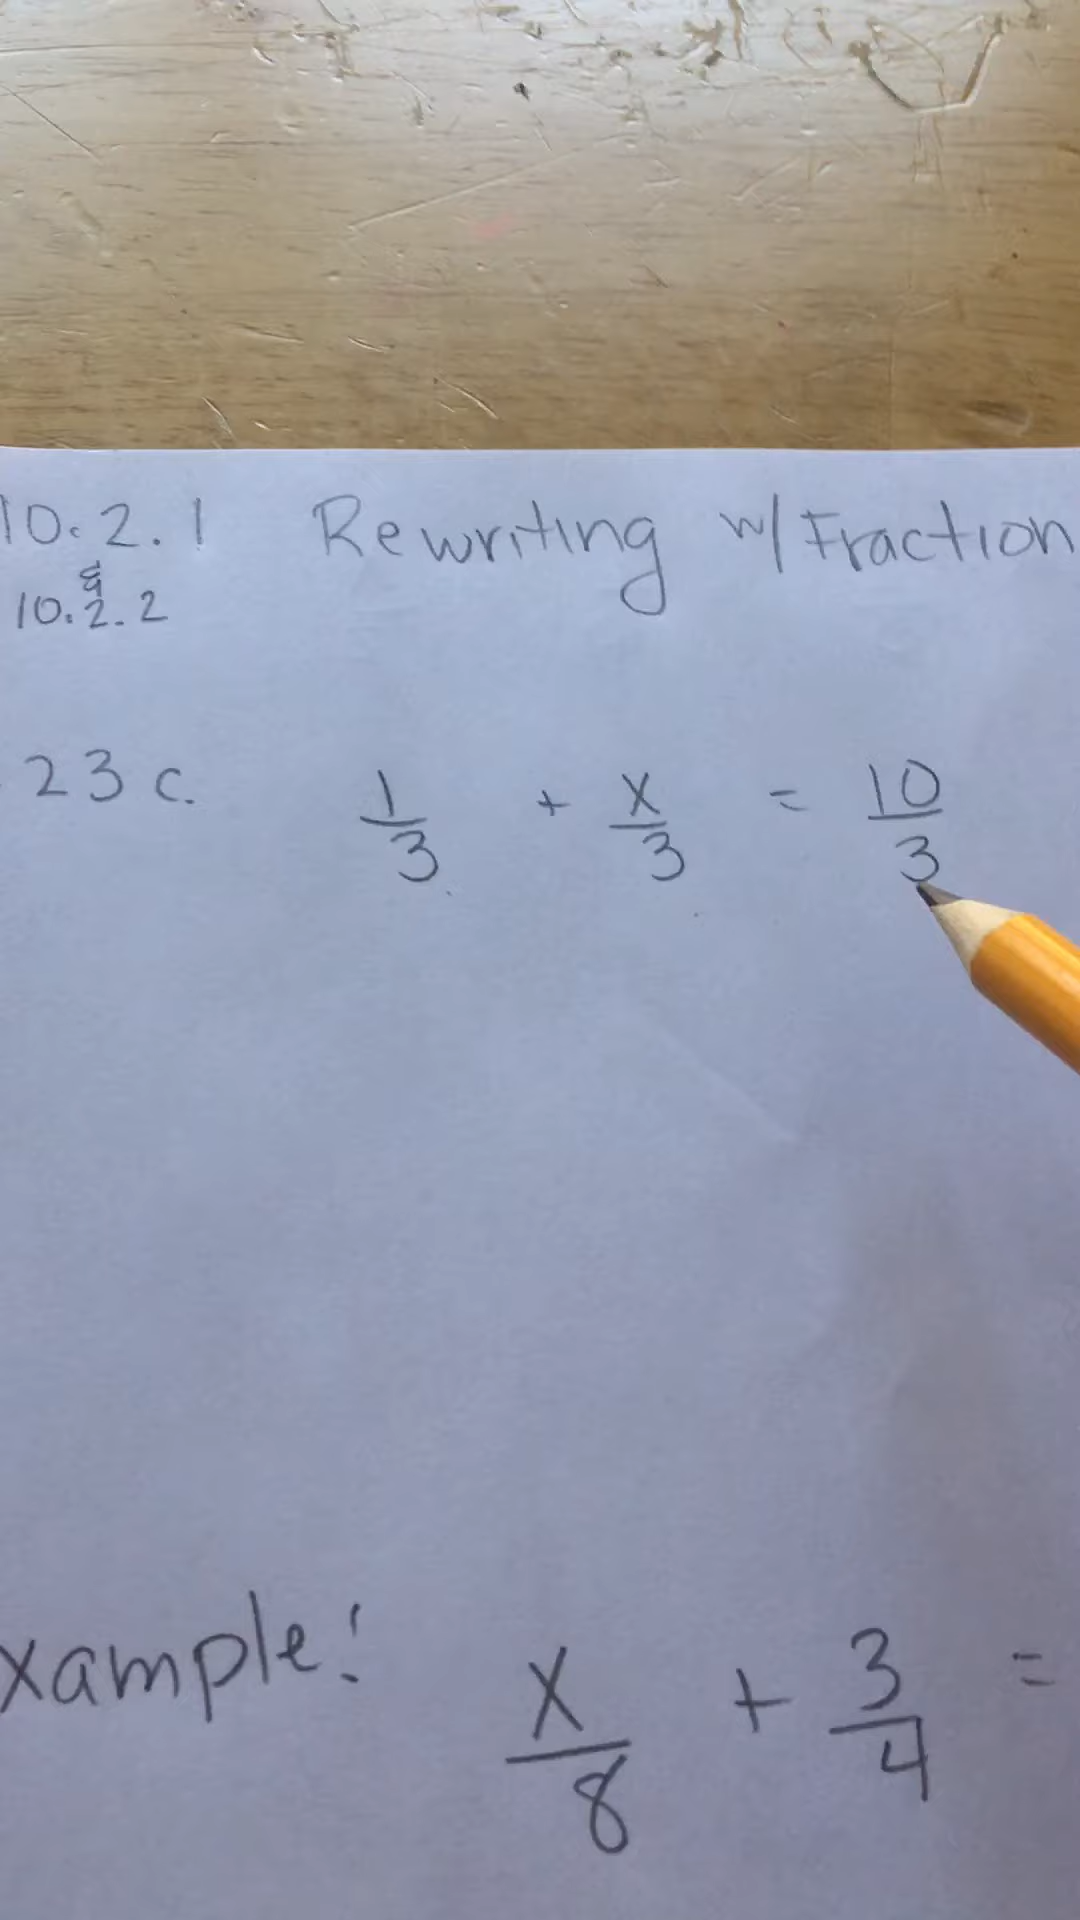 10.2.1 Rewriting w/ Fraction
&
10.2.2
23 c. 1/3 + x/3 = 10/3
xample! x/8 + 3/4 =